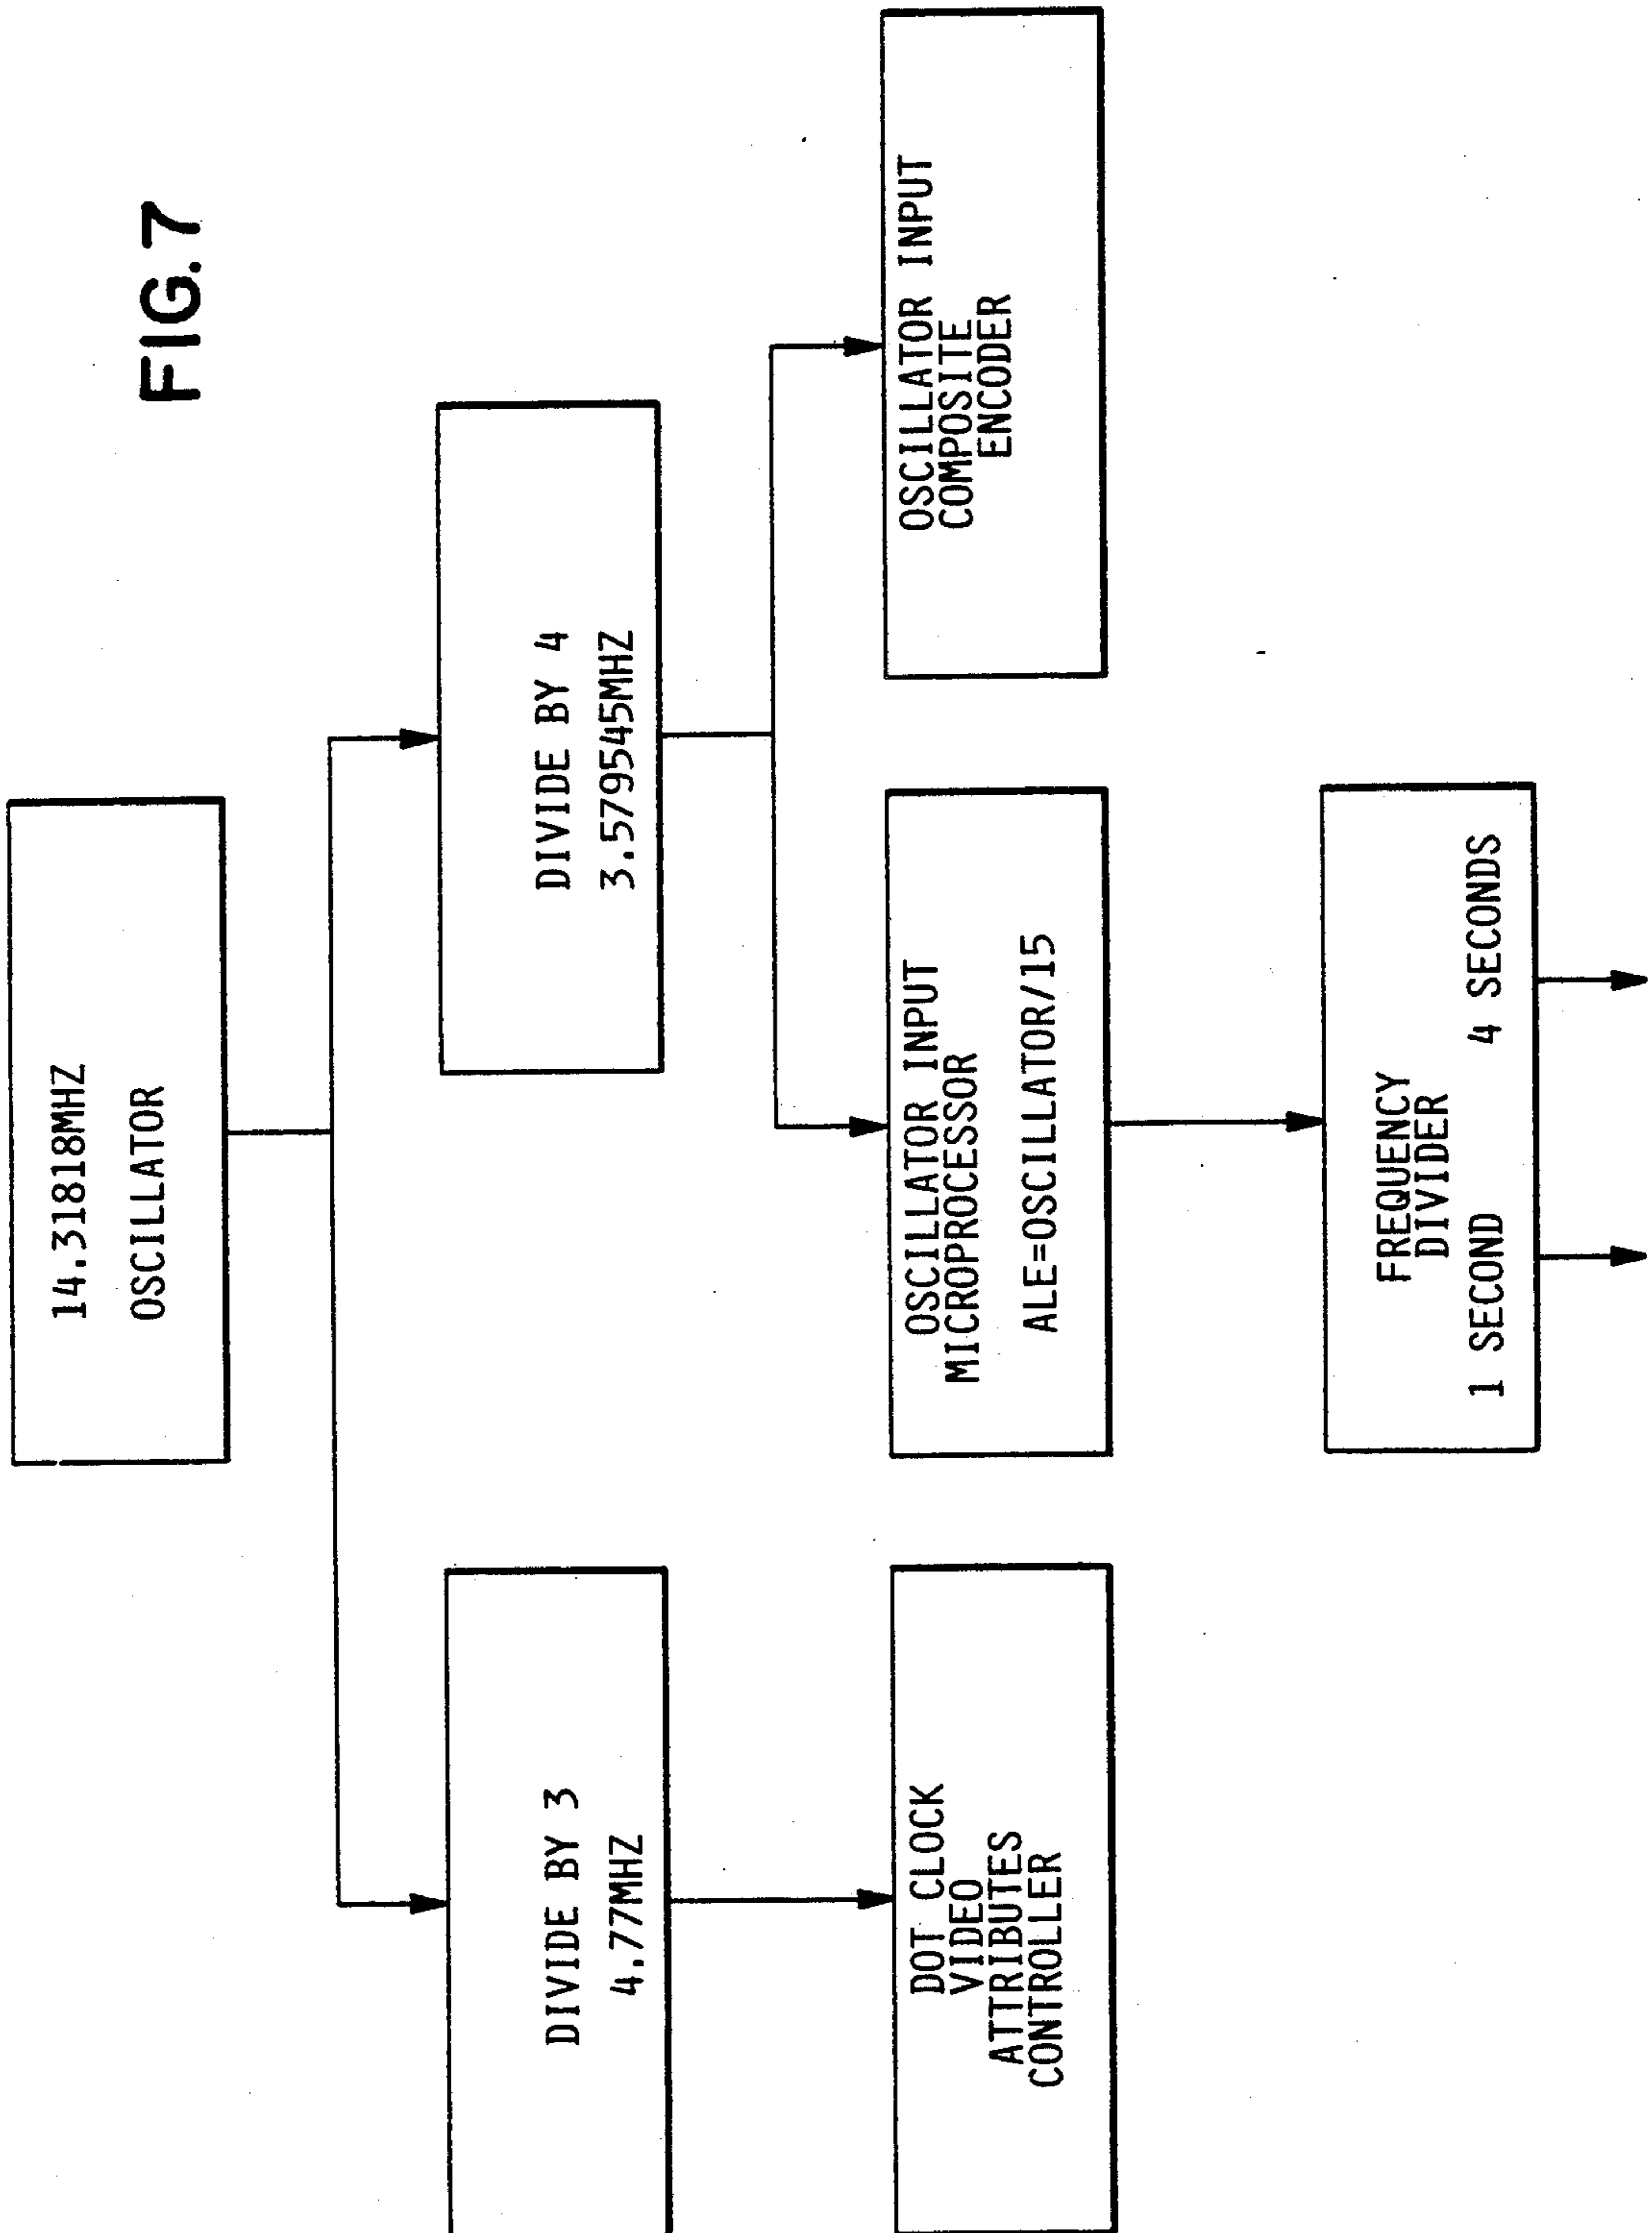 FIG.7
14.31818MHZ
OSCILLATOR
DIVIDE BY 3
4.77MHZ
DIVIDE BY 4
3.579545MHZ
DOT CLOCK
VIDEO
ATTRIBUTES
CONTROLLER
OSCILLATOR INPUT
MICROPROCESSOR
ALE=OSCILLATOR/15
OSCILLATOR INPUT
COMPOSITE
ENCODER
FREQUENCY
DIVIDER
1 SECOND 4 SECONDS